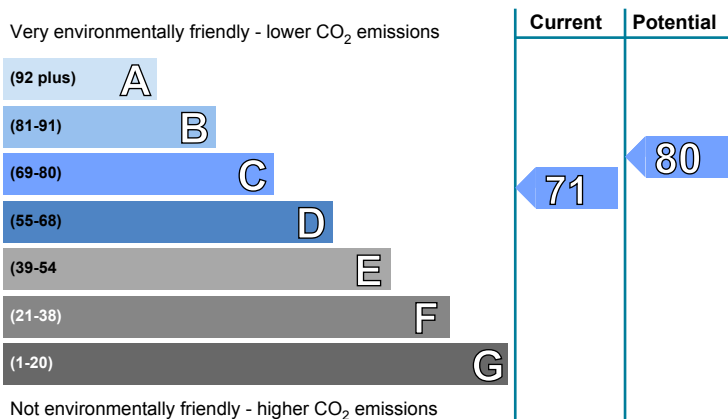 Very environmentally friendly - lower CO₂ emissions
Current
Potential
(92 plus) A
(81-91) B
(69-80) C
(55-68) D
(39-54 E
(21-38) F
(1-20) G
71
80
Not environmentally friendly - higher CO₂ emissions